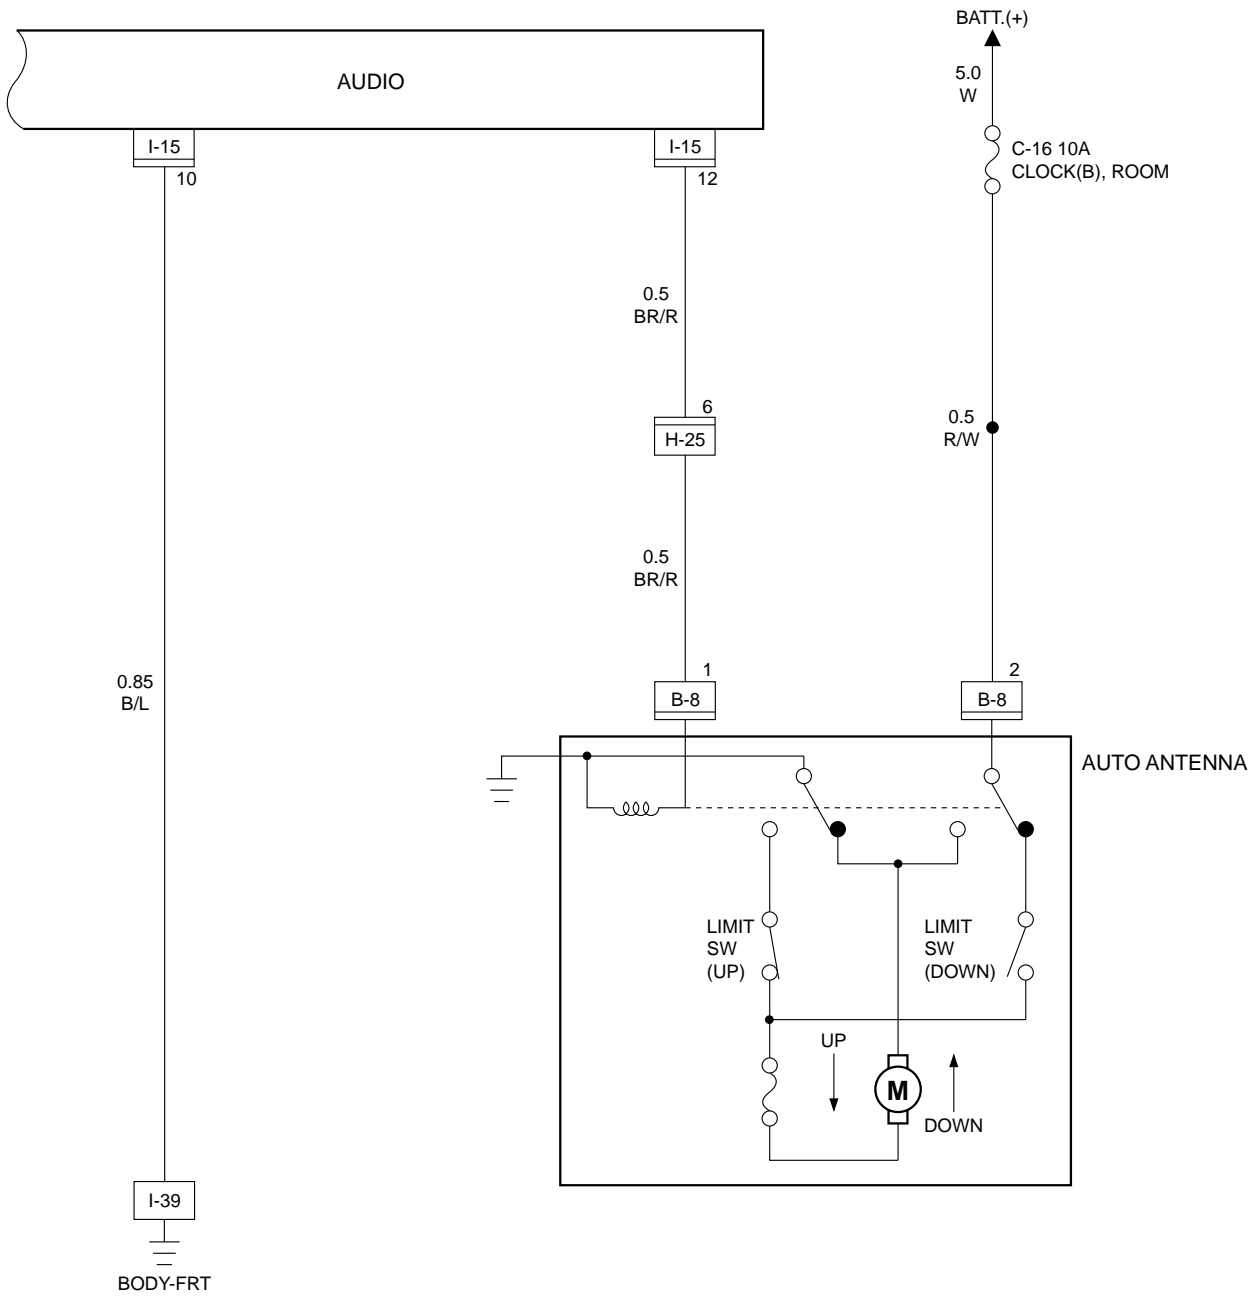 BATT.(+)
AUDIO
5.0
W
I-15
10
I-15
12
C-16 10A
CLOCK(B), ROOM
0.5
BR/R
6
H-25
0.5
R/W
0.5
BR/R
0.85
B/L
1
B-8
2
B-8
AUTO ANTENNA
LIMIT
SW
(UP)
LIMIT
SW
(DOWN)
UP
M
DOWN
I-39
BODY-FRT